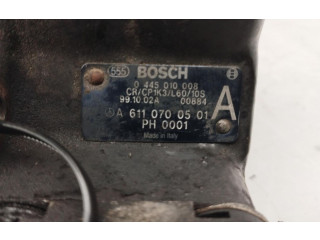 555 BOSCH
0 445 010 008
CR/CP1K3/L60/10S
99.10.02A 00884 A
A 611 070 05 01
PH 0001
Made in Italy